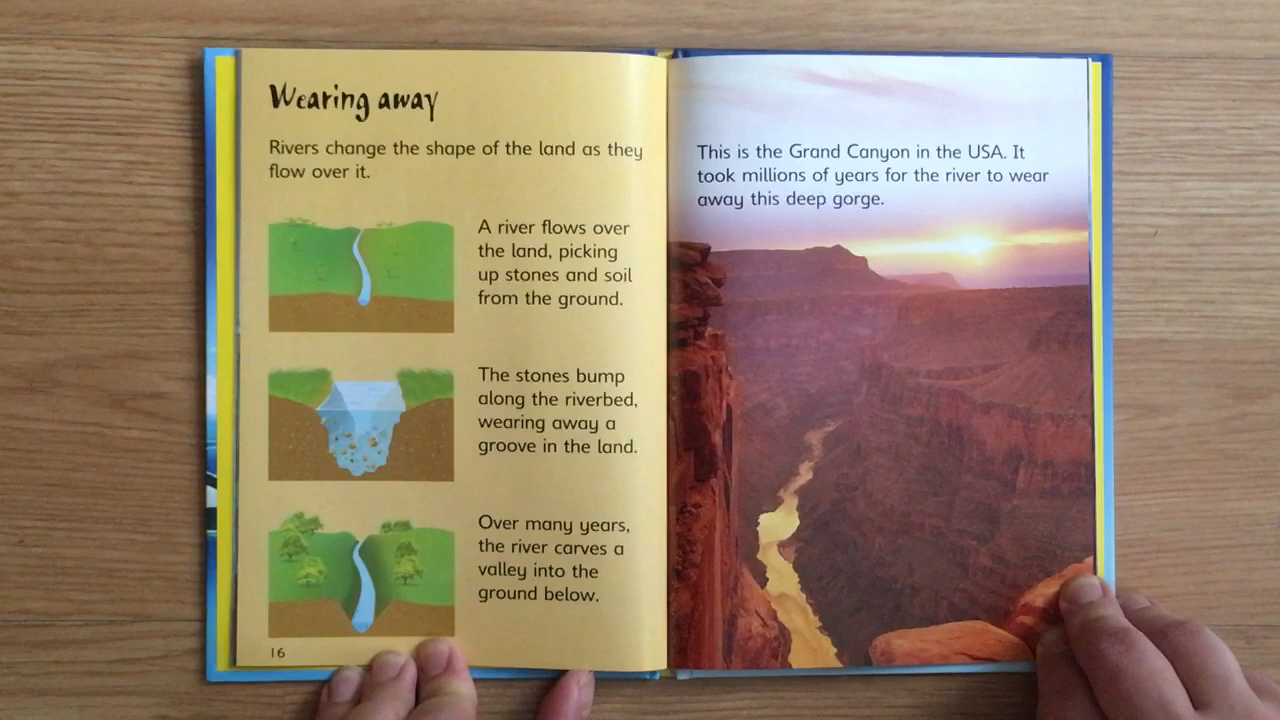 Wearing away
Rivers change the shape of the land as they
flow over it.
A river flows over
the land, picking
up stones and soil
from the ground.
The stones bump
along the riverbed,
wearing away a
groove in the land.
Over many years,
the river carves a
valley into the
ground below.
16
This is the Grand Canyon in the USA. It
took millions of years for the river to wear
away this deep gorge.